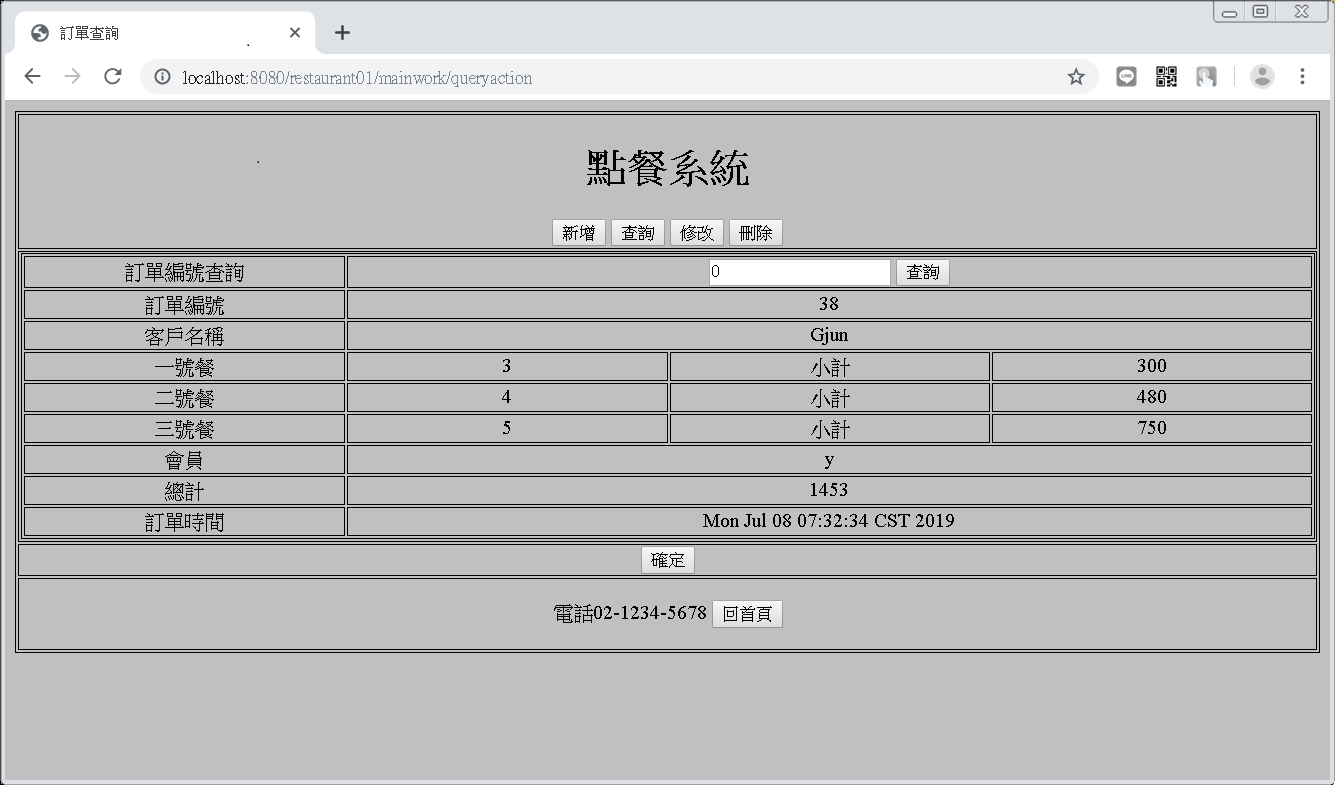 訂單查詢
localhost:8080/restaurant01/mainwork/queryaction
點餐系統
新增 查詢 修改 刪除
訂單編號查詢 0 查詢
訂單編號 38
客戶名稱 Gjun
一號餐 3 小計 300
二號餐 4 小計 480
三號餐 5 小計 750
會員 y
總計 1453
訂單時間 Mon Jul 08 07:32:34 CST 2019
確定
電話02-1234-5678 回首頁